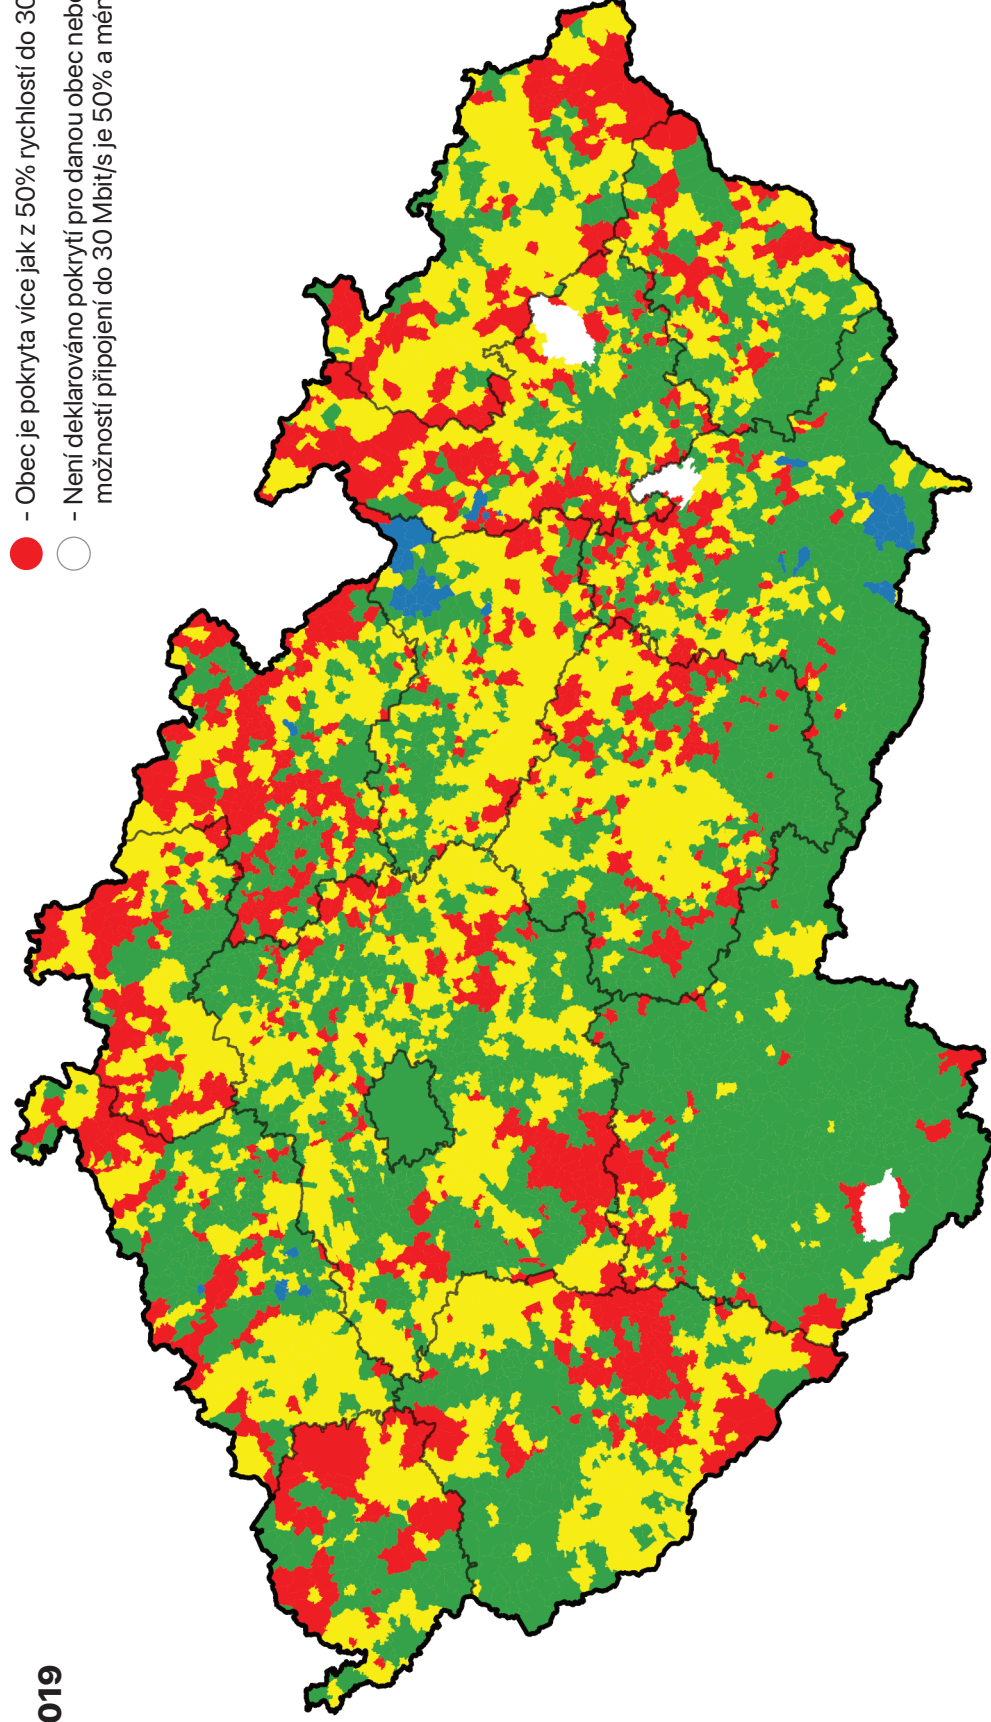 019
- Obec je pokryta více jak z 50% rychlostí do 30
- Není deklarováno pokrytí pro danou obec nebo
možností připojení do 30 Mbit/s je 50% a mén